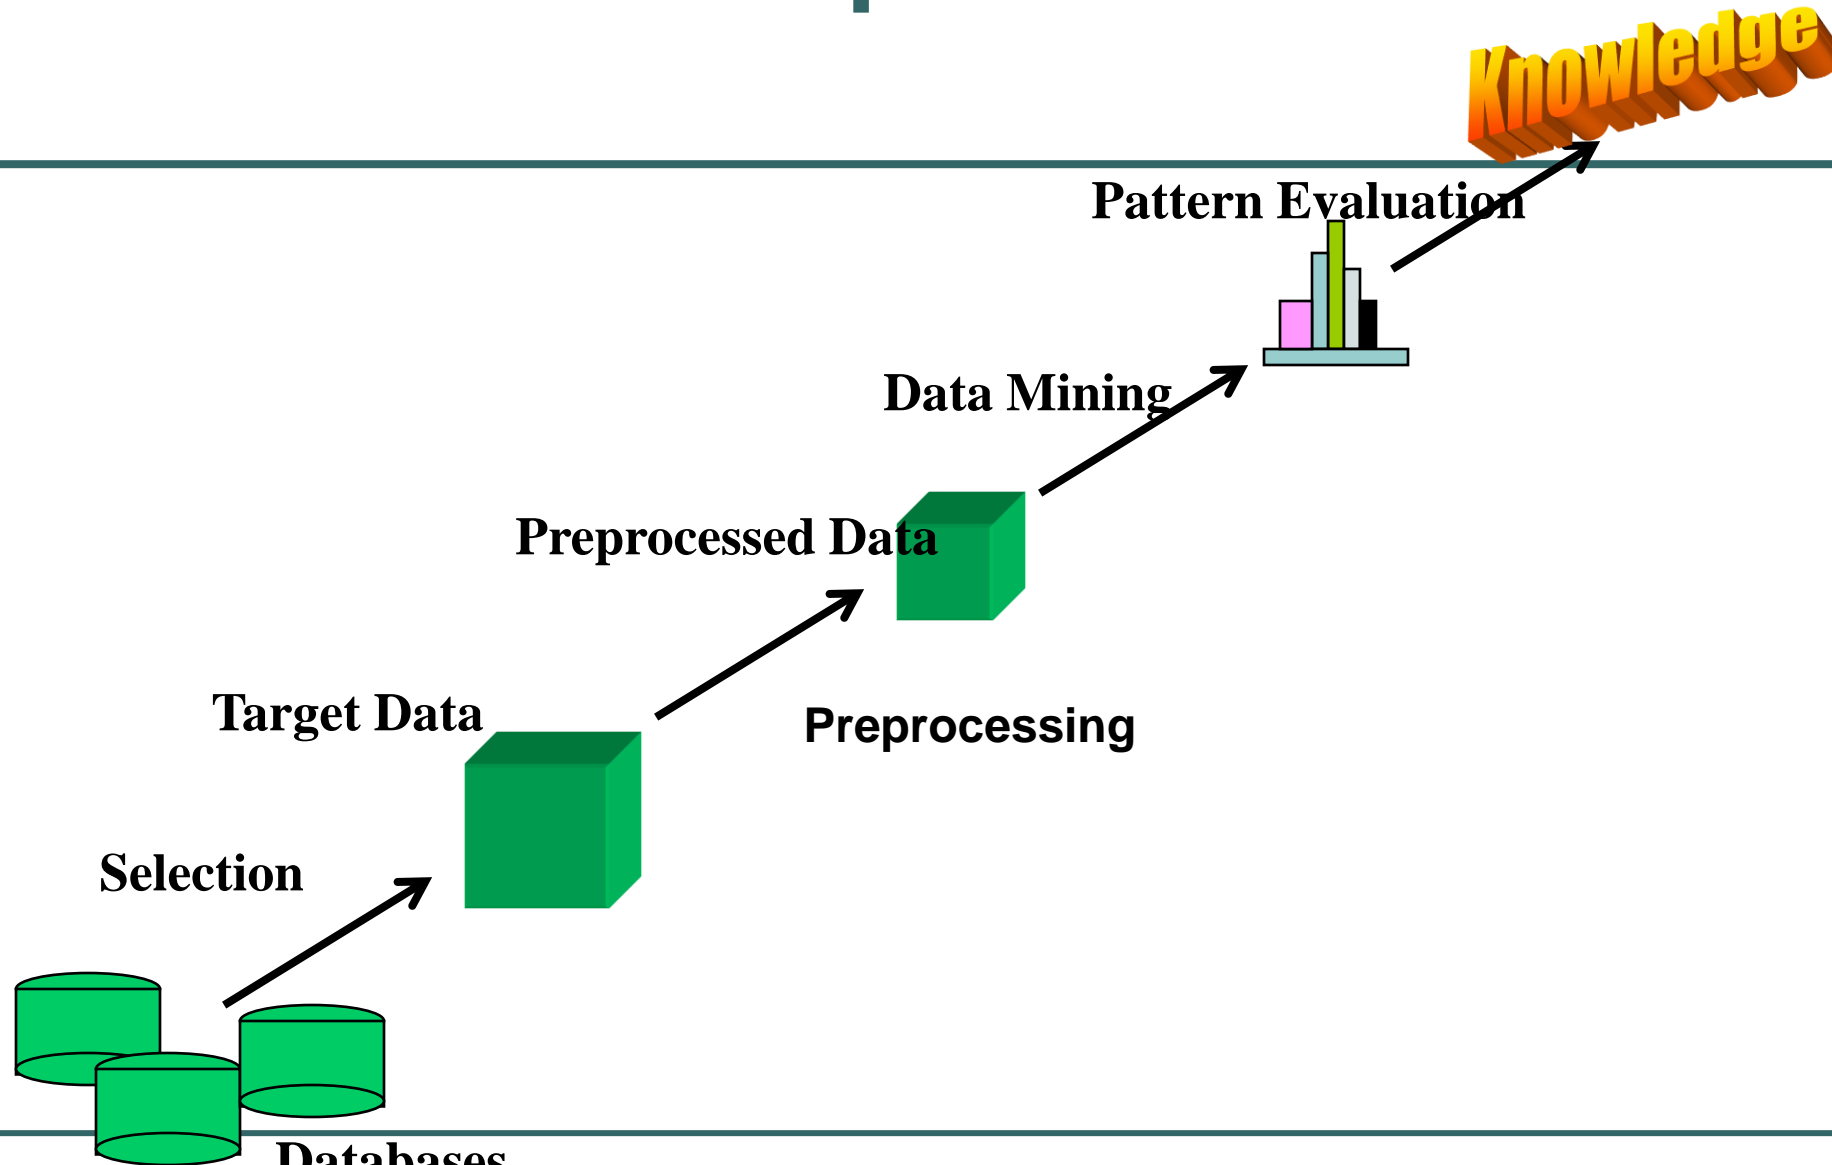 Knowledge
Pattern Evaluation
Data Mining
Preprocessed Data
Target Data
Preprocessing
Selection
Databases